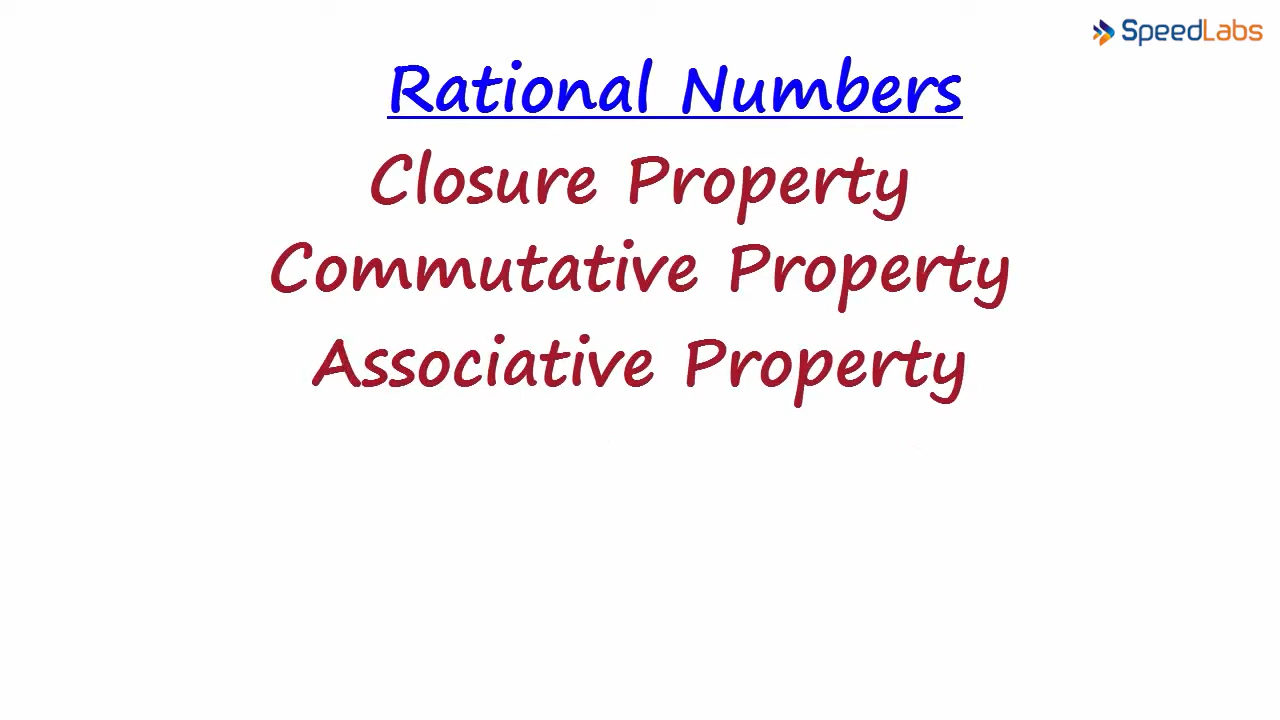 SpeedLabs
Rational Numbers
Closure Property
Commutative Property
Associative Property